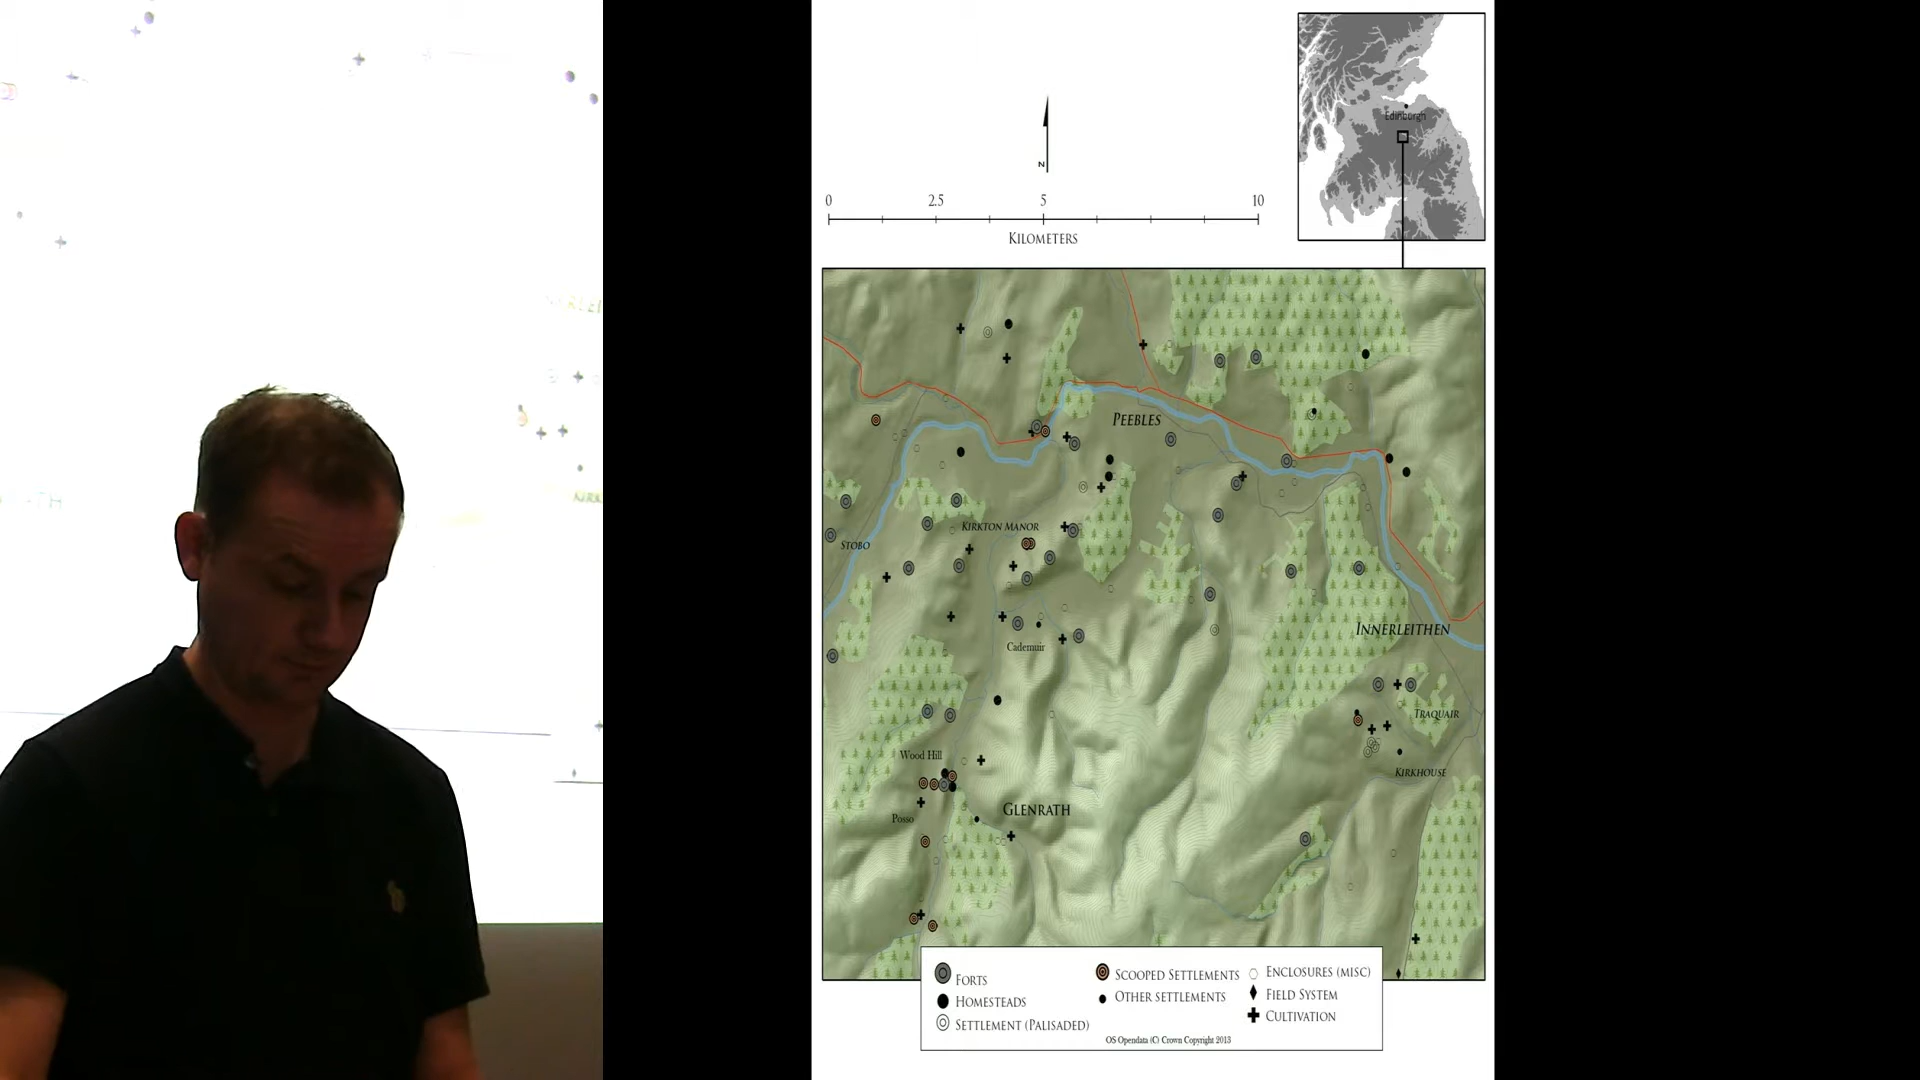 Edinburgh
N
0 2.5 5 10
KILOMETERS
PEEBLES
KIRKTON MANOR
STOBO
INNERLEITHEN
Cademuir
TRAQUAIR
Wood Hill
KIRKHOUSE
GLENRATH
Posso
FORTS
HOMESTEADS
SETTLEMENT (PALISADED)
SCOOPED SETTLEMENTS
OTHER SETTLEMENTS
ENCLOSURES (MISC)
FIELD SYSTEM
CULTIVATION
OS Opendata (C) Crown Copyright 2013